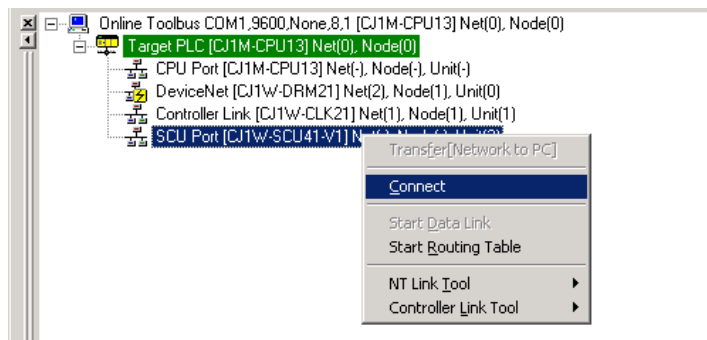 Online Toolbus COM1,9600,None,8,1 [CJ1M-CPU13] Net(0), Node(0)
Target PLC [CJ1M-CPU13] Net(0), Node(0)
CPU Port [CJ1M-CPU13] Net(-), Node(-), Unit(-)
DeviceNet [CJ1W-DRM21] Net(2), Node(1), Unit(0)
Controller Link [CJ1W-CLK21] Net(1), Node(1), Unit(1)
SCU Port [CJ1W-SCU41-V1]
Transfer[Network to PC]
Connect
Start Data Link
Start Routing Table
NT Link Tool
Controller Link Tool